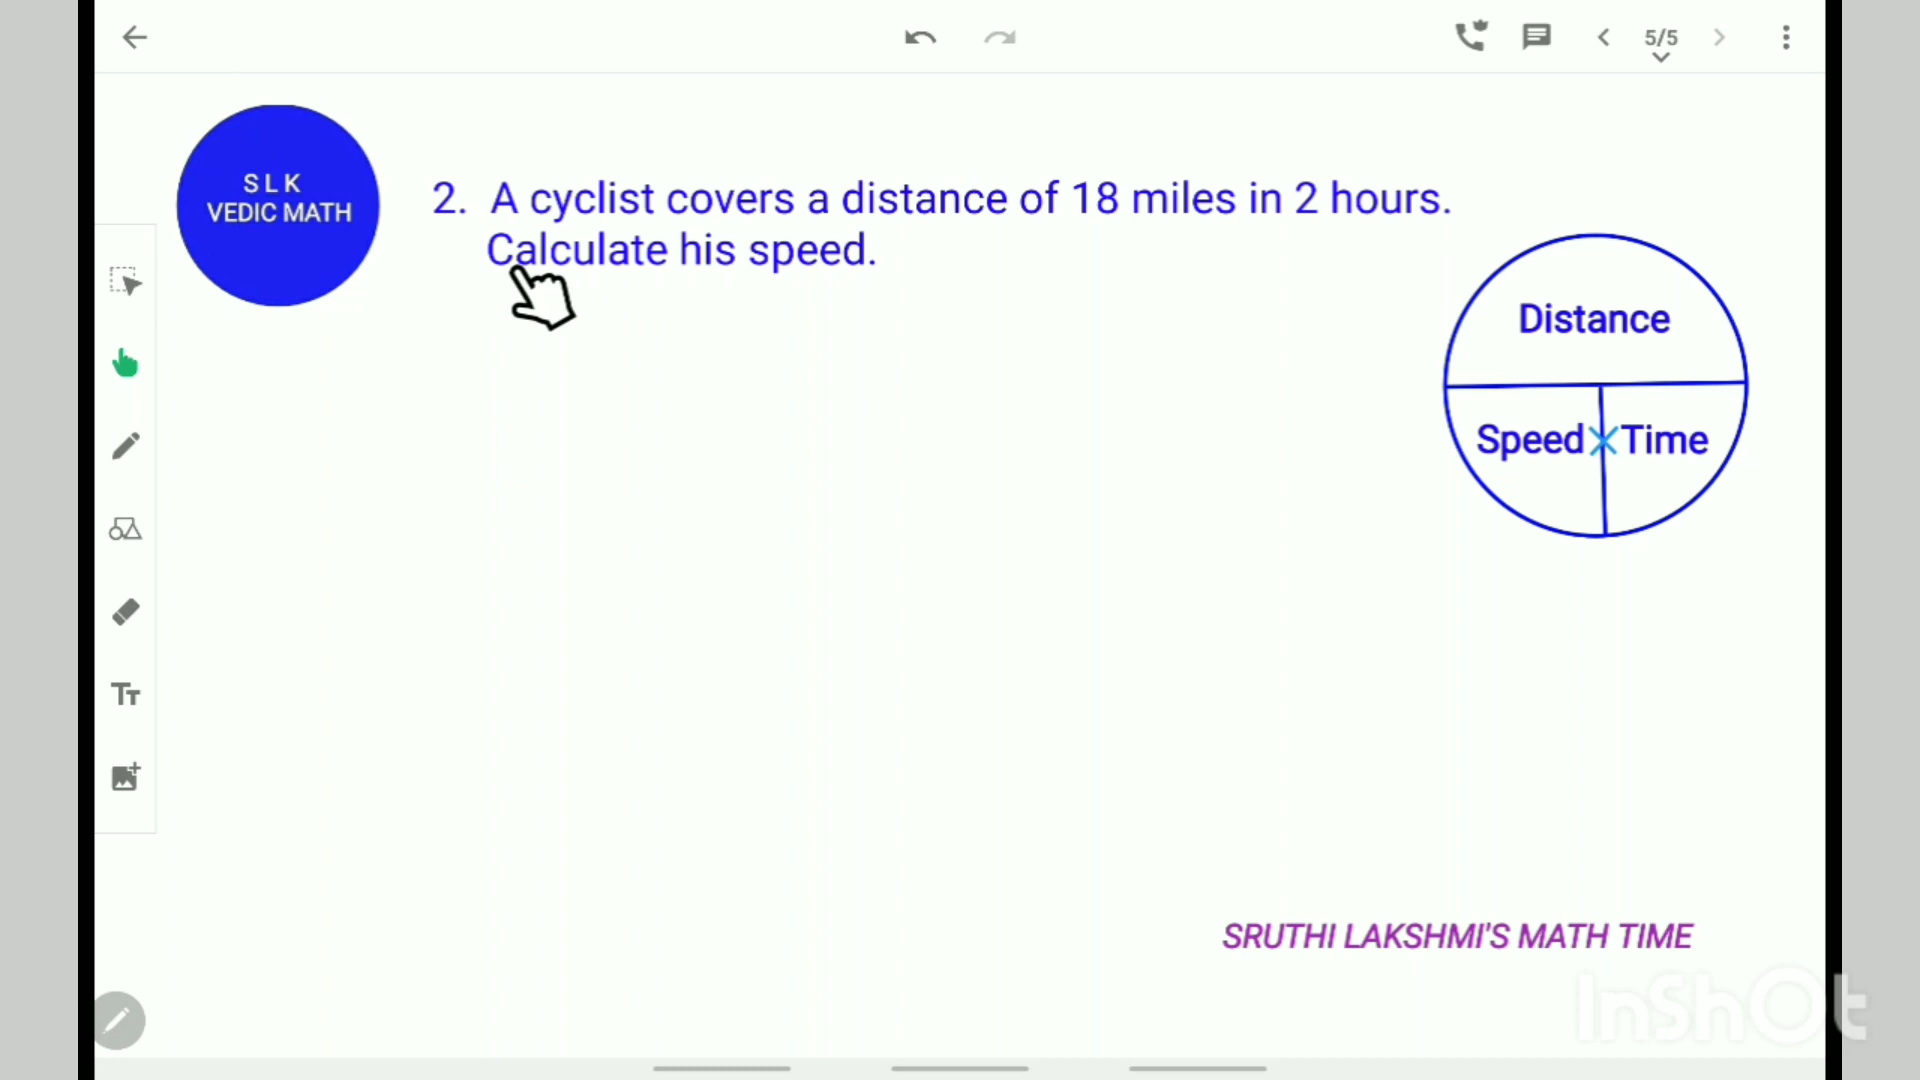 5/5
S L K
VEDIC MATH
2. A cyclist covers a distance of 18 miles in 2 hours.
Calculate his speed.
Distance
Speed × Time
Tт
SRUTHI LAKSHMI'S MATH TIME
InShOt